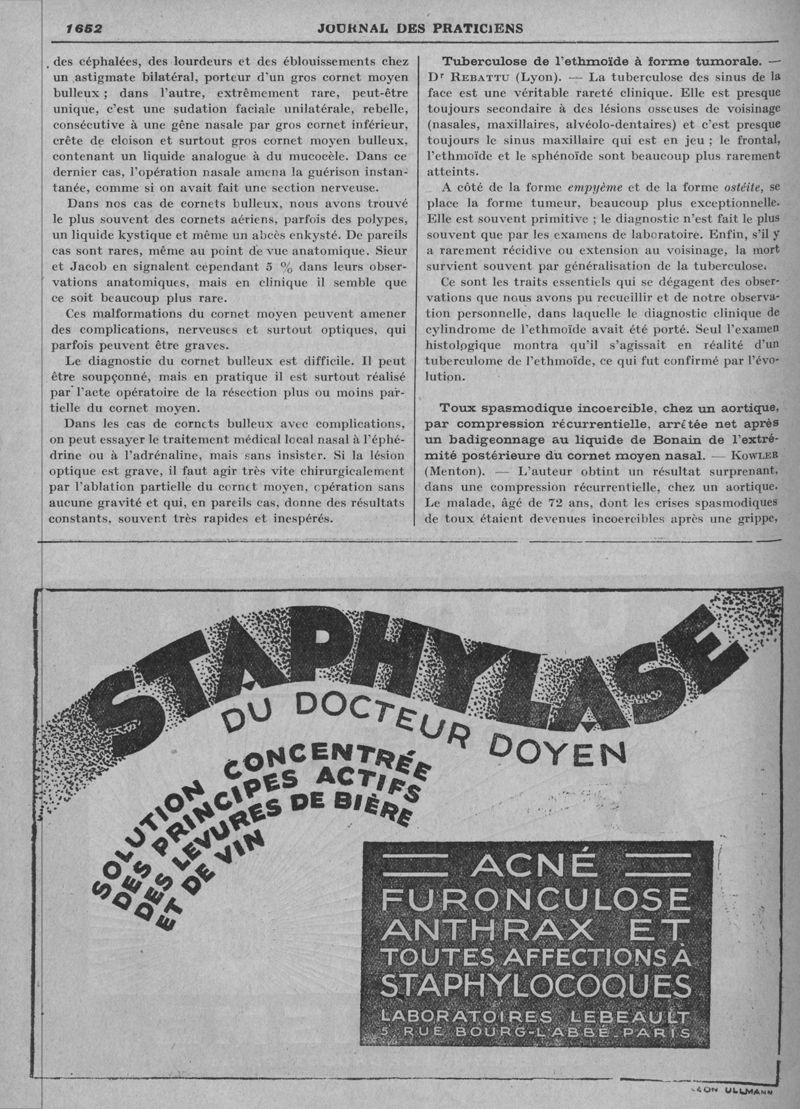 1652
JOURNAL DES PRATICIENS
des céphalées, des lourdeurs et des éblouissements chez
un astigmate bilatéral, porteur d'un gros cornet moyen
bulleux ; dans l'autre, extrêmement rare, peut-être
unique, c'est une sudation faciale unilatérale, rebelle,
consécutive à une gêne nasale par gros cornet inférieur,
crête de cloison et surtout gros cornet moyen bulleux,
contenant un liquide analogue à du mucocèle. Dans ce
dernier cas, l'opération nasale amena la guérison instan-
tanée, comme si on avait fait une section nerveuse.
Dans nos cas de cornets bulleux, nous avons trouvé
le plus souvent des cornets aériens, parfois des polypes,
un liquide kystique et même un abcès enkysté. De pareils
cas sont rares, même au point de vue anatomique. Sieur
et Jacob en signalent cependant 5 % dans leurs obser-
vations anatomiques, mais en clinique il semble que
ce soit beaucoup plus rare.
Ces malformations du cornet moyen peuvent amener
des complications, nerveuses et surtout optiques, qui
parfois peuvent être graves.
Le diagnostic du cornet bulleux est difficile. Il peut
être soupçonné, mais en pratique il est surtout réalisé
par l'acte opératoire de la résection plus ou moins par-
tielle du cornet moyen.
Dans les cas de cornets bulleux avec complications,
on peut essayer le traitement médical local nasal à l'éphé-
drine ou à l'adrénaline, mais sans insister. Si la lésion
optique est grave, il faut agir très vite chirurgicalement
par l'ablation partielle du cornet moyen, opération sans
aucune gravité et qui, en pareils cas, donne des résultats
constants, souvent très rapides et inespérés.
Tuberculose de l'ethmoïde à forme tumorale. —
Dr REBATTU (Lyon). — La tuberculose des sinus de la
face est une véritable rareté clinique. Elle est presque
toujours secondaire à des lésions osseuses de voisinage
(nasales, maxillaires, alvéolo-dentaires) et c'est presque
toujours le sinus maxillaire qui est en jeu ; le frontal,
l'ethmoïde et le sphénoïde sont beaucoup plus rarement
atteints.
A côté de la forme empyème et de la forme ostéite, se
place la forme tumeur, beaucoup plus exceptionnelle.
Elle est souvent primitive ; le diagnostic n'est fait le plus
souvent que par les examens de laboratoire. Enfin, s'il y
a rarement récidive ou extension au voisinage, la mort
survient souvent par généralisation de la tuberculose.
Ce sont les traits essentiels qui se dégagent des obser-
vations que nous avons pu recueillir et de notre observa-
tion personnelle, dans laquelle le diagnostic clinique de
cylindrome de l'ethmoïde avait été porté. Seul l'examen
histologique montra qu'il s'agissait en réalité d'un
tuberculome de l'ethmoïde, ce qui fut confirmé par l'évo-
lution.
Toux spasmodique incoercible, chez un aortique,
par compression récurrentielle, arrêtée net après
un badigeonnage au liquide de Bonain de l'extré-
mité postérieure du cornet moyen nasal. — KOWLER
(Menton). — L'auteur obtint un résultat surprenant,
dans une compression récurrentielle, chez un aortique.
Le malade, âgé de 72 ans, dont les crises spasmodiques
de toux étaient devenues incoercibles après une grippe,
STAPHYLASE
DU DOCTEUR DOYEN
SOLUTION CONCENTRÉE
DES PRINCIPES ACTIFS
DES LEVURES DE BIÈRE
ET DE VIN
ACNÉ
FURONCULOSE
ANTHRAX ET
TOUTES AFFECTIONS À
STAPHYLOCOQUES
LABORATOIRES LEBEAULT
5 RUE BOURG-L'ABBÉ-PARIS
LÉON ULLMANN